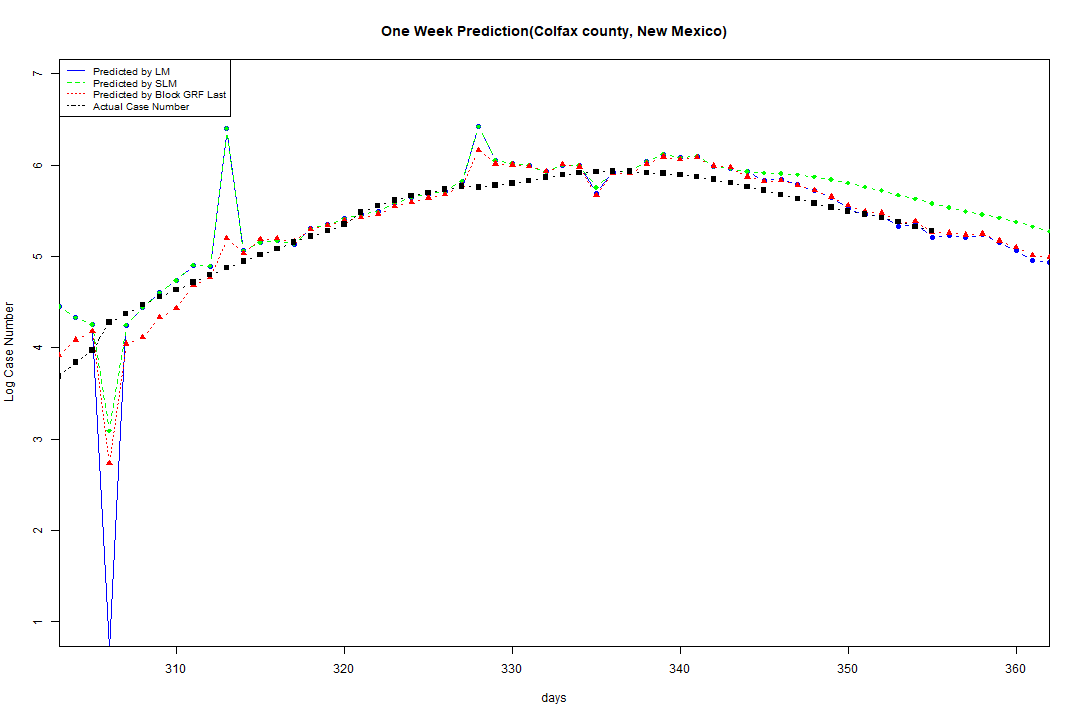 One Week Prediction(Colfax county, New Mexico)
Predicted by LM
Predicted by SLM
Predicted by Block GRF Last
Actual Case Number
7
6
5
4
3
2
1
Log Case Number
310 320 330 340 350 360
days